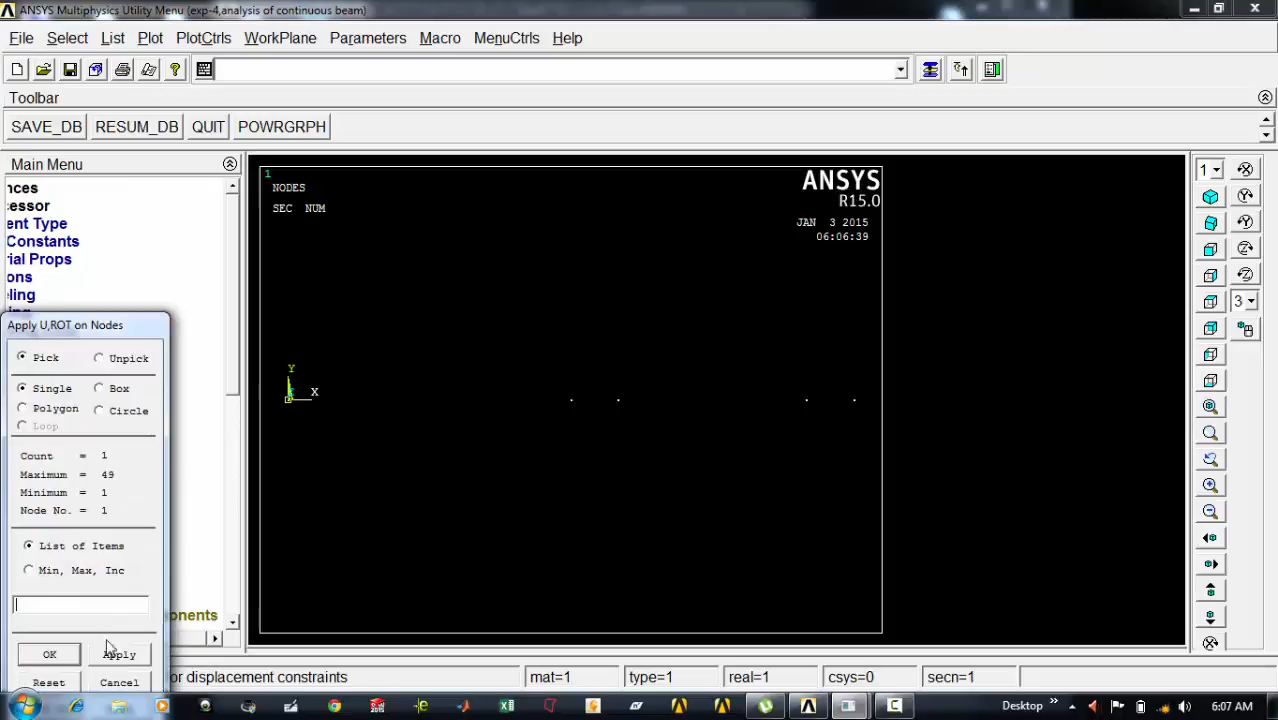 ANSYS Multiphysics Utility Menu (exp-4,analysis of continuous beam)
File Select List Plot PlotCtrls WorkPlane Parameters Macro MenuCtrls Help
Toolbar
SAVE_DB RESUM_DB QUIT POWRGRPH
Main Menu
nces
cessor
ent Type
Constants
rial Props
ons
eling
Apply U,ROT on Nodes
Pick Unpick
Single Box
Polygon Circle
Loop
Count = 1
Maximum = 49
Minimum = 1
Node No. = 1
List of Items
Min, Max, Inc
ponents
OK Apply
Reset Cancel
1
NODES
SEC NUM
ANSYS
R15.0
JAN 3 2015
06:06:39
Y
X
1
3
or displacement constraints mat=1 type=1 real=1 csys=0 secn=1
Desktop 6:07 AM